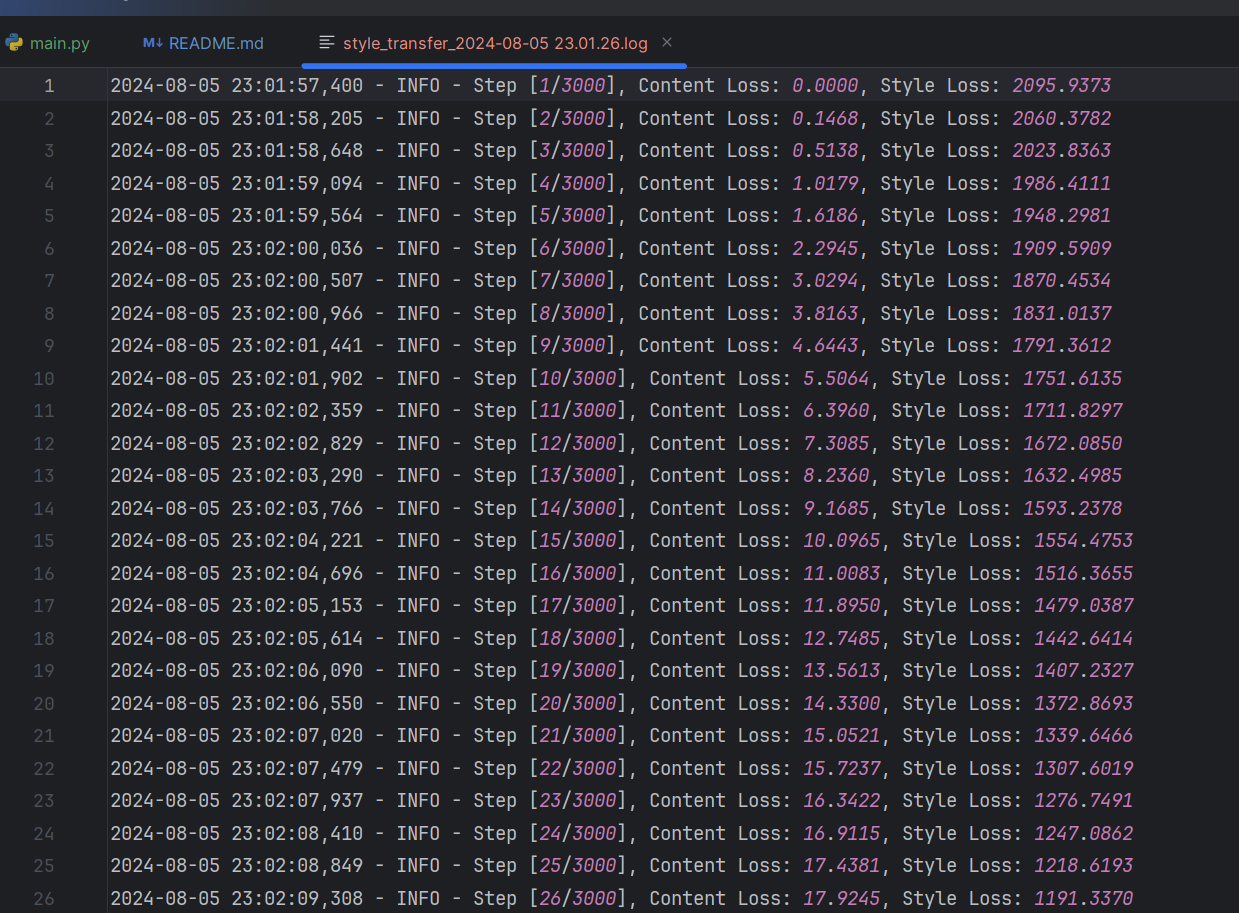 main.py M↓ README.md style_transfer_2024-08-05 23.01.26.log ×
1 2024-08-05 23:01:57,400 - INFO - Step [1/3000], Content Loss: 0.0000, Style Loss: 2095.9373
2 2024-08-05 23:01:58,205 - INFO - Step [2/3000], Content Loss: 0.1468, Style Loss: 2060.3782
3 2024-08-05 23:01:58,648 - INFO - Step [3/3000], Content Loss: 0.5138, Style Loss: 2023.8363
4 2024-08-05 23:01:59,094 - INFO - Step [4/3000], Content Loss: 1.0179, Style Loss: 1986.4111
5 2024-08-05 23:01:59,564 - INFO - Step [5/3000], Content Loss: 1.6186, Style Loss: 1948.2981
6 2024-08-05 23:02:00,036 - INFO - Step [6/3000], Content Loss: 2.2945, Style Loss: 1909.5909
7 2024-08-05 23:02:00,507 - INFO - Step [7/3000], Content Loss: 3.0294, Style Loss: 1870.4534
8 2024-08-05 23:02:00,966 - INFO - Step [8/3000], Content Loss: 3.8163, Style Loss: 1831.0137
9 2024-08-05 23:02:01,441 - INFO - Step [9/3000], Content Loss: 4.6443, Style Loss: 1791.3612
10 2024-08-05 23:02:01,902 - INFO - Step [10/3000], Content Loss: 5.5064, Style Loss: 1751.6135
11 2024-08-05 23:02:02,359 - INFO - Step [11/3000], Content Loss: 6.3960, Style Loss: 1711.8297
12 2024-08-05 23:02:02,829 - INFO - Step [12/3000], Content Loss: 7.3085, Style Loss: 1672.0850
13 2024-08-05 23:02:03,290 - INFO - Step [13/3000], Content Loss: 8.2360, Style Loss: 1632.4985
14 2024-08-05 23:02:03,766 - INFO - Step [14/3000], Content Loss: 9.1685, Style Loss: 1593.2378
15 2024-08-05 23:02:04,221 - INFO - Step [15/3000], Content Loss: 10.0965, Style Loss: 1554.4753
16 2024-08-05 23:02:04,696 - INFO - Step [16/3000], Content Loss: 11.0083, Style Loss: 1516.3655
17 2024-08-05 23:02:05,153 - INFO - Step [17/3000], Content Loss: 11.8950, Style Loss: 1479.0387
18 2024-08-05 23:02:05,614 - INFO - Step [18/3000], Content Loss: 12.7485, Style Loss: 1442.6414
19 2024-08-05 23:02:06,090 - INFO - Step [19/3000], Content Loss: 13.5613, Style Loss: 1407.2327
20 2024-08-05 23:02:06,550 - INFO - Step [20/3000], Content Loss: 14.3300, Style Loss: 1372.8693
21 2024-08-05 23:02:07,020 - INFO - Step [21/3000], Content Loss: 15.0521, Style Loss: 1339.6466
22 2024-08-05 23:02:07,479 - INFO - Step [22/3000], Content Loss: 15.7237, Style Loss: 1307.6019
23 2024-08-05 23:02:07,937 - INFO - Step [23/3000], Content Loss: 16.3422, Style Loss: 1276.7491
24 2024-08-05 23:02:08,410 - INFO - Step [24/3000], Content Loss: 16.9115, Style Loss: 1247.0862
25 2024-08-05 23:02:08,849 - INFO - Step [25/3000], Content Loss: 17.4381, Style Loss: 1218.6193
26 2024-08-05 23:02:09,308 - INFO - Step [26/3000], Content Loss: 17.9245, Style Loss: 1191.3370